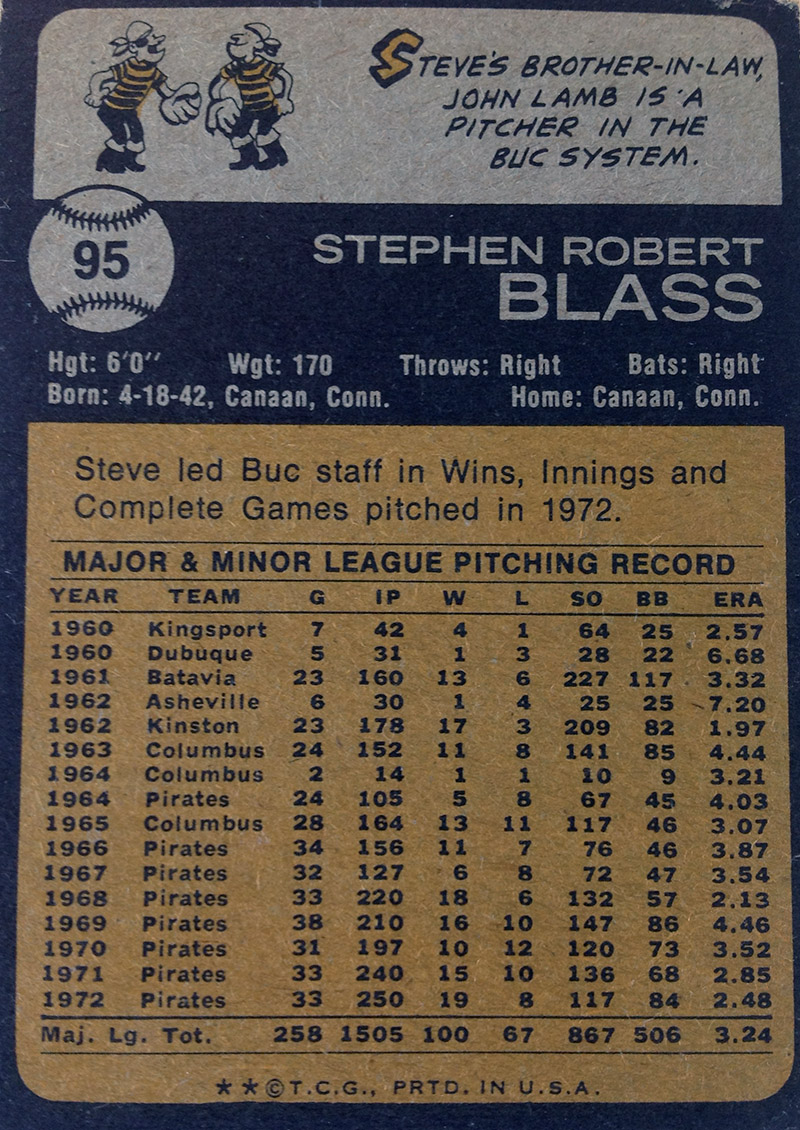 STEVE'S BROTHER-IN-LAW,
JOHN LAMB IS A
PITCHER IN THE
BUC SYSTEM.
95
STEPHEN ROBERT
BLASS
Hgt: 6'0" Wgt: 170 Throws: Right Bats: Right
Born: 4-18-42, Canaan, Conn. Home: Canaan, Conn.
Steve led Buc staff in Wins, Innings and
Complete Games pitched in 1972.
MAJOR & MINOR LEAGUE PITCHING RECORD
YEAR TEAM G IP W L SO BB ERA
1960 Kingsport 7 42 4 1 64 25 2.57
1960 Dubuque 5 31 1 3 28 22 6.68
1961 Batavia 23 160 13 6 227 117 3.32
1962 Asheville 6 30 1 4 25 25 7.20
1962 Kinston 23 178 17 3 209 82 1.97
1963 Columbus 24 152 11 8 141 85 4.44
1964 Columbus 2 14 1 1 10 9 3.21
1964 Pirates 24 105 5 8 67 45 4.03
1965 Columbus 28 164 13 11 117 46 3.07
1966 Pirates 34 156 11 7 76 46 3.87
1967 Pirates 32 127 6 8 72 47 3.54
1968 Pirates 33 220 18 6 132 57 2.13
1969 Pirates 38 210 16 10 147 86 4.46
1970 Pirates 31 197 10 12 120 73 3.52
1971 Pirates 33 240 15 10 136 68 2.85
1972 Pirates 33 250 19 8 117 84 2.48
Maj. Lg. Tot. 258 1505 100 67 867 506 3.24
★★©T.C.G., PRTD. IN U.S.A.